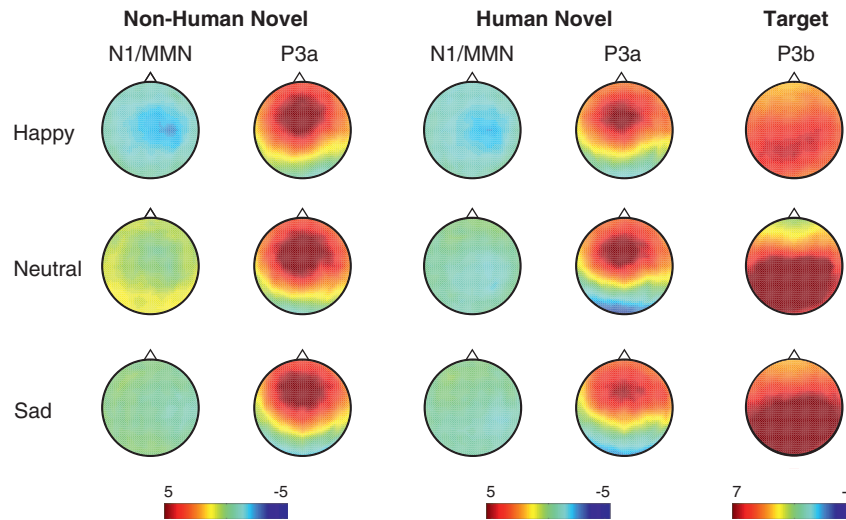 Non-Human Novel Human Novel Target
N1/MMN P3a N1/MMN P3a P3b
Happy
Neutral
Sad
5 -5 5 -5 7 -